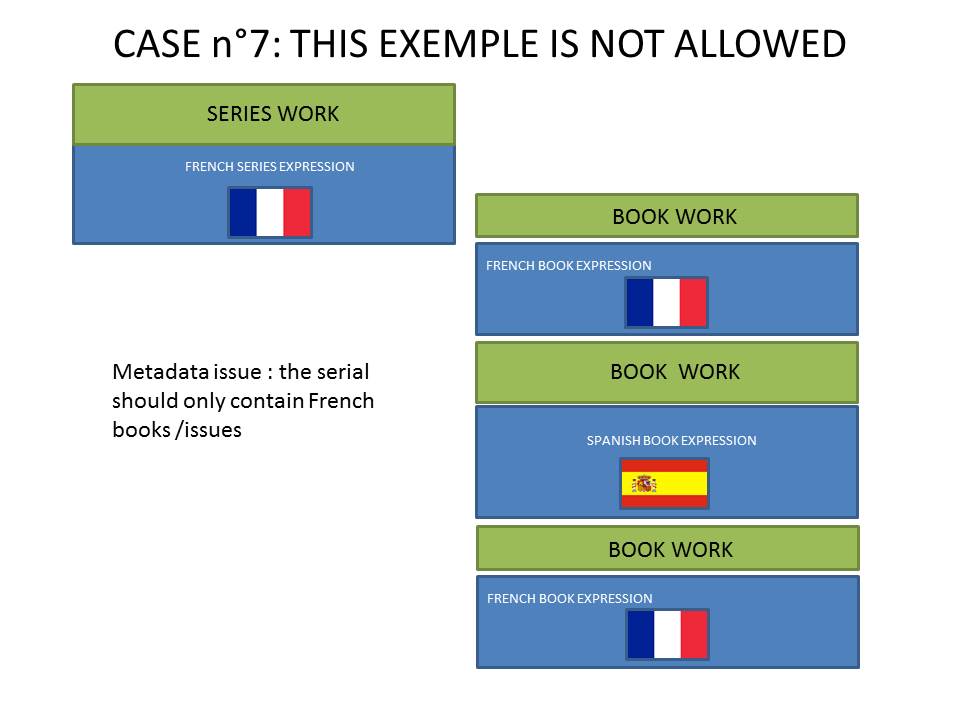 CASE n°7: THIS EXEMPLE IS NOT ALLOWED
SERIES WORK
FRENCH SERIES EXPRESSION
BOOK WORK
FRENCH BOOK EXPRESSION
Metadata issue : the serial
should only contain French
books /issues
BOOK WORK
SPANISH BOOK EXPRESSION
BOOK WORK
FRENCH BOOK EXPRESSION